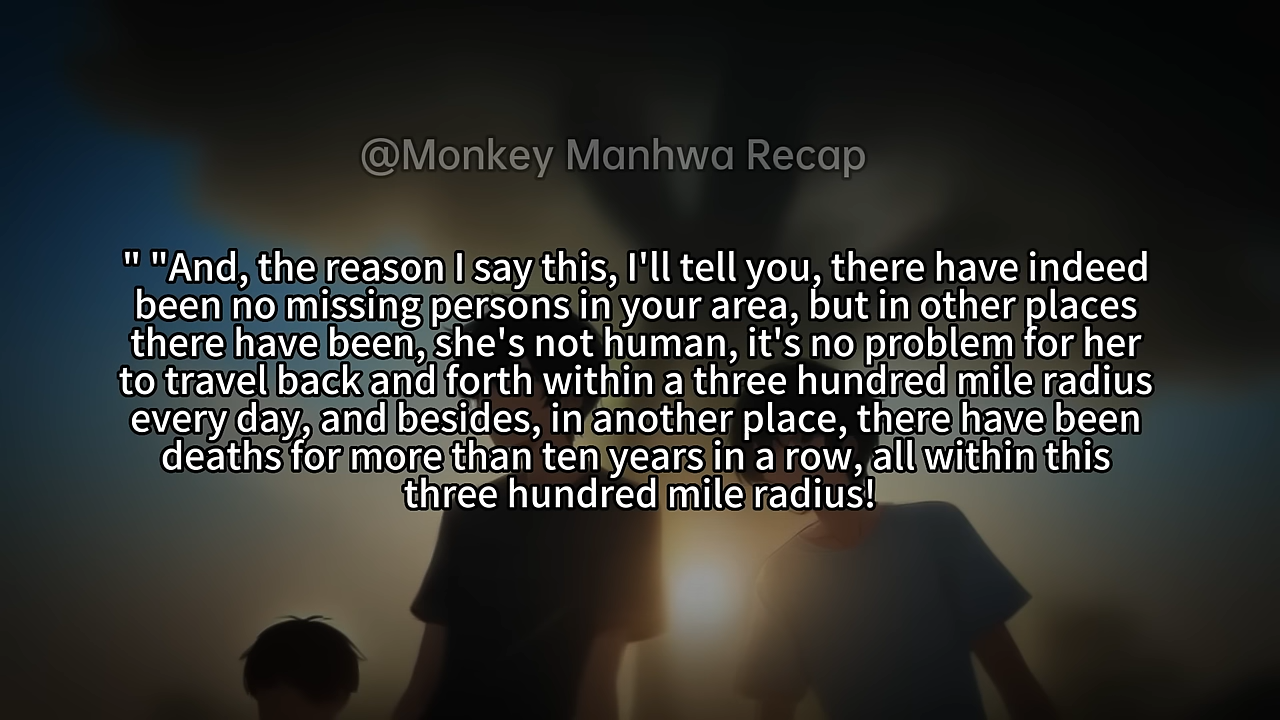 @Monkey Manhwa Recap
" "And, the reason I say this, I'll tell you, there have indeed
been no missing persons in your area, but in other places
there have been, she's not human, it's no problem for her
to travel back and forth within a three hundred mile radius
every day, and besides, in another place, there have been
deaths for more than ten years in a row, all within this
three hundred mile radius!